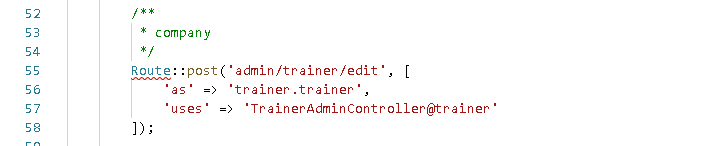 52 /**
53 * company
54 */
55 Route::post('admin/trainer/edit', [
56 'as' => 'trainer.trainer',
57 'uses' => 'TrainerAdminController@trainer'
58 ]);